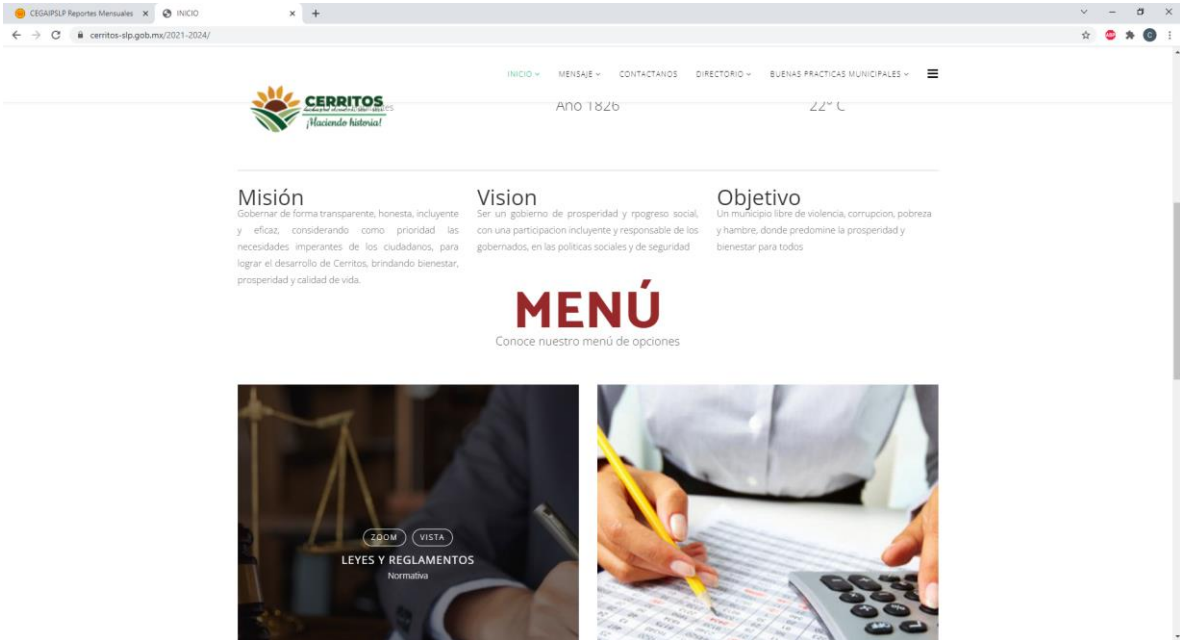 CEGAIPSLP Reportes Mensuales
INICIO
cerritos-slp.gob.mx/2021-2024/
ABP
C
INICIO
MENSAJE
CONTACTANOS
DIRECTORIO
BUENAS PRACTICAS MUNICIPALES
CERRITOS
¡Haciendo historia!
Año 1826
22° C
Misión
Gobernar de forma transparente, honesta, incluyente
y eficaz, considerando como prioridad las
necesidades imperantes de los ciudadanos, para
lograr el desarrollo de Cerritos, brindando bienestar,
prosperidad y calidad de vida.
Vision
Ser un gobierno de prosperidad y rpogreso social,
con una participacion incluyente y responsable de los
gobernados, en las politicas sociales y de seguridad
Objetivo
Un municipio libre de violencia, corrupcion, pobreza
y hambre, donde predomine la prosperidad y
bienestar para todos
MENÚ
Conoce nuestro menú de opciones
ZOOM
VISTA
LEYES Y REGLAMENTOS
Normativa